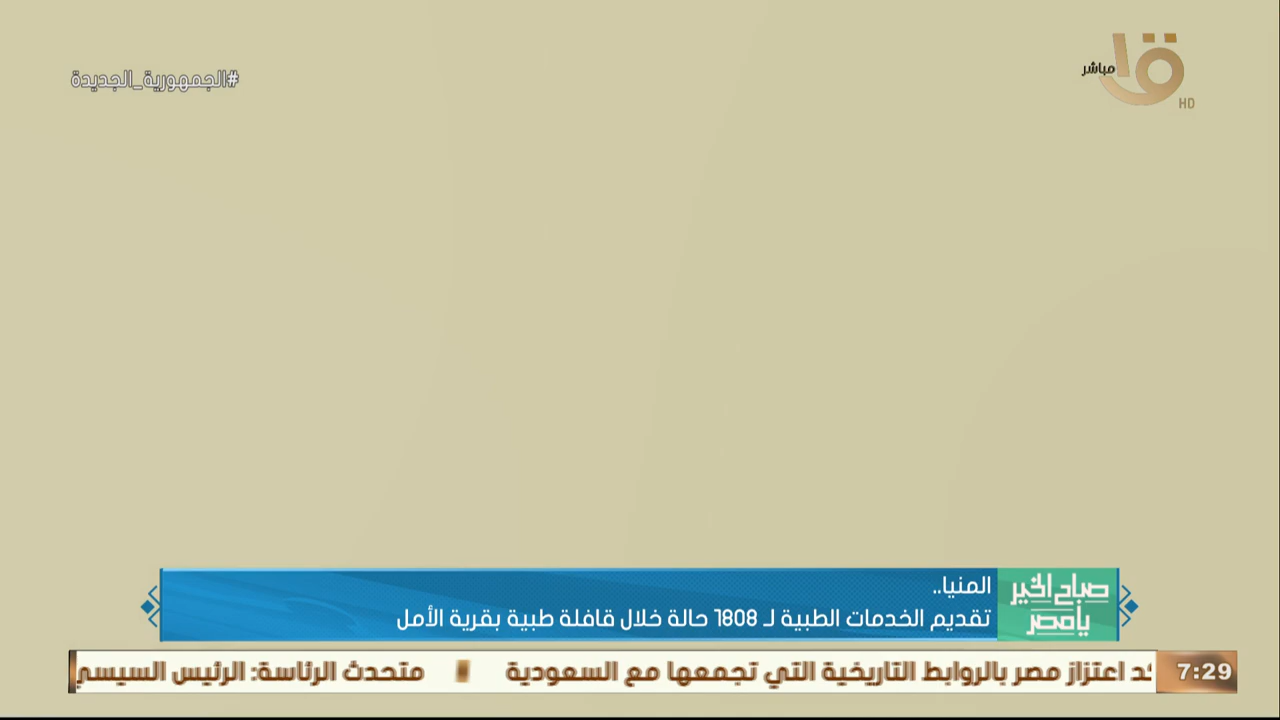 #الجمهورية_الجديدة
مباشر
HD
صباح الخير
يا مصر
المنيا..
تقديم الخدمات الطبية لـ 1808 حالة خلال قافلة طبية بقرية الأمل
7:29
اعتزاز مصر بالروابط التاريخية التي تجمعها مع السعودية
متحدث الرئاسة: الرئيس السيسي